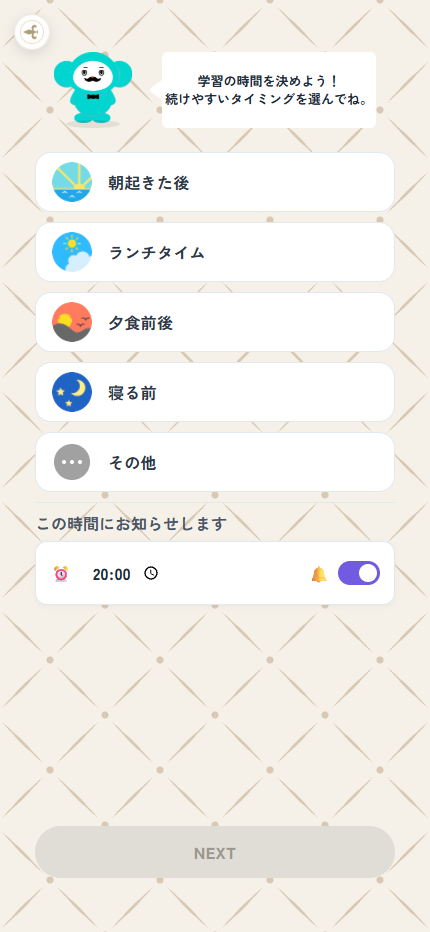 学習の時間を決めよう！
続けやすいタイミングを選んでね。
朝起きた後
ランチタイム
夕食前後
寝る前
その他
この時間にお知らせします
20:00
NEXT